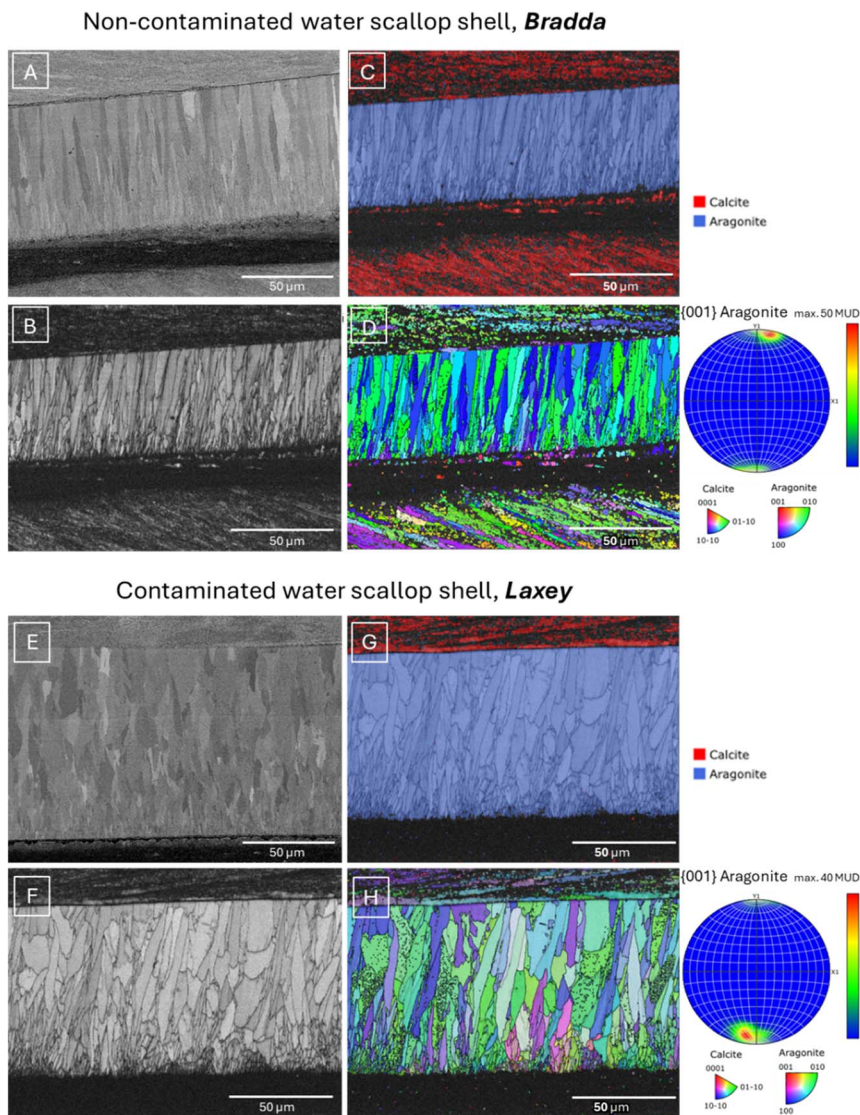 Non-contaminated water scallop shell, Bradda
A
C
50 µm
50 µm
Calcite
Aragonite
B
D
50 µm
50 µm
{001} Aragonite max. 50 MUD
Y1
X1
Calcite
0001
01-10
10-10
Aragonite
001 010
100
Contaminated water scallop shell, Laxey
E
G
50 µm
50 µm
Calcite
Aragonite
F
H
50 µm
50 µm
{001} Aragonite max. 40 MUD
Y1
X1
Calcite
0001
01-10
10-10
Aragonite
001 010
100